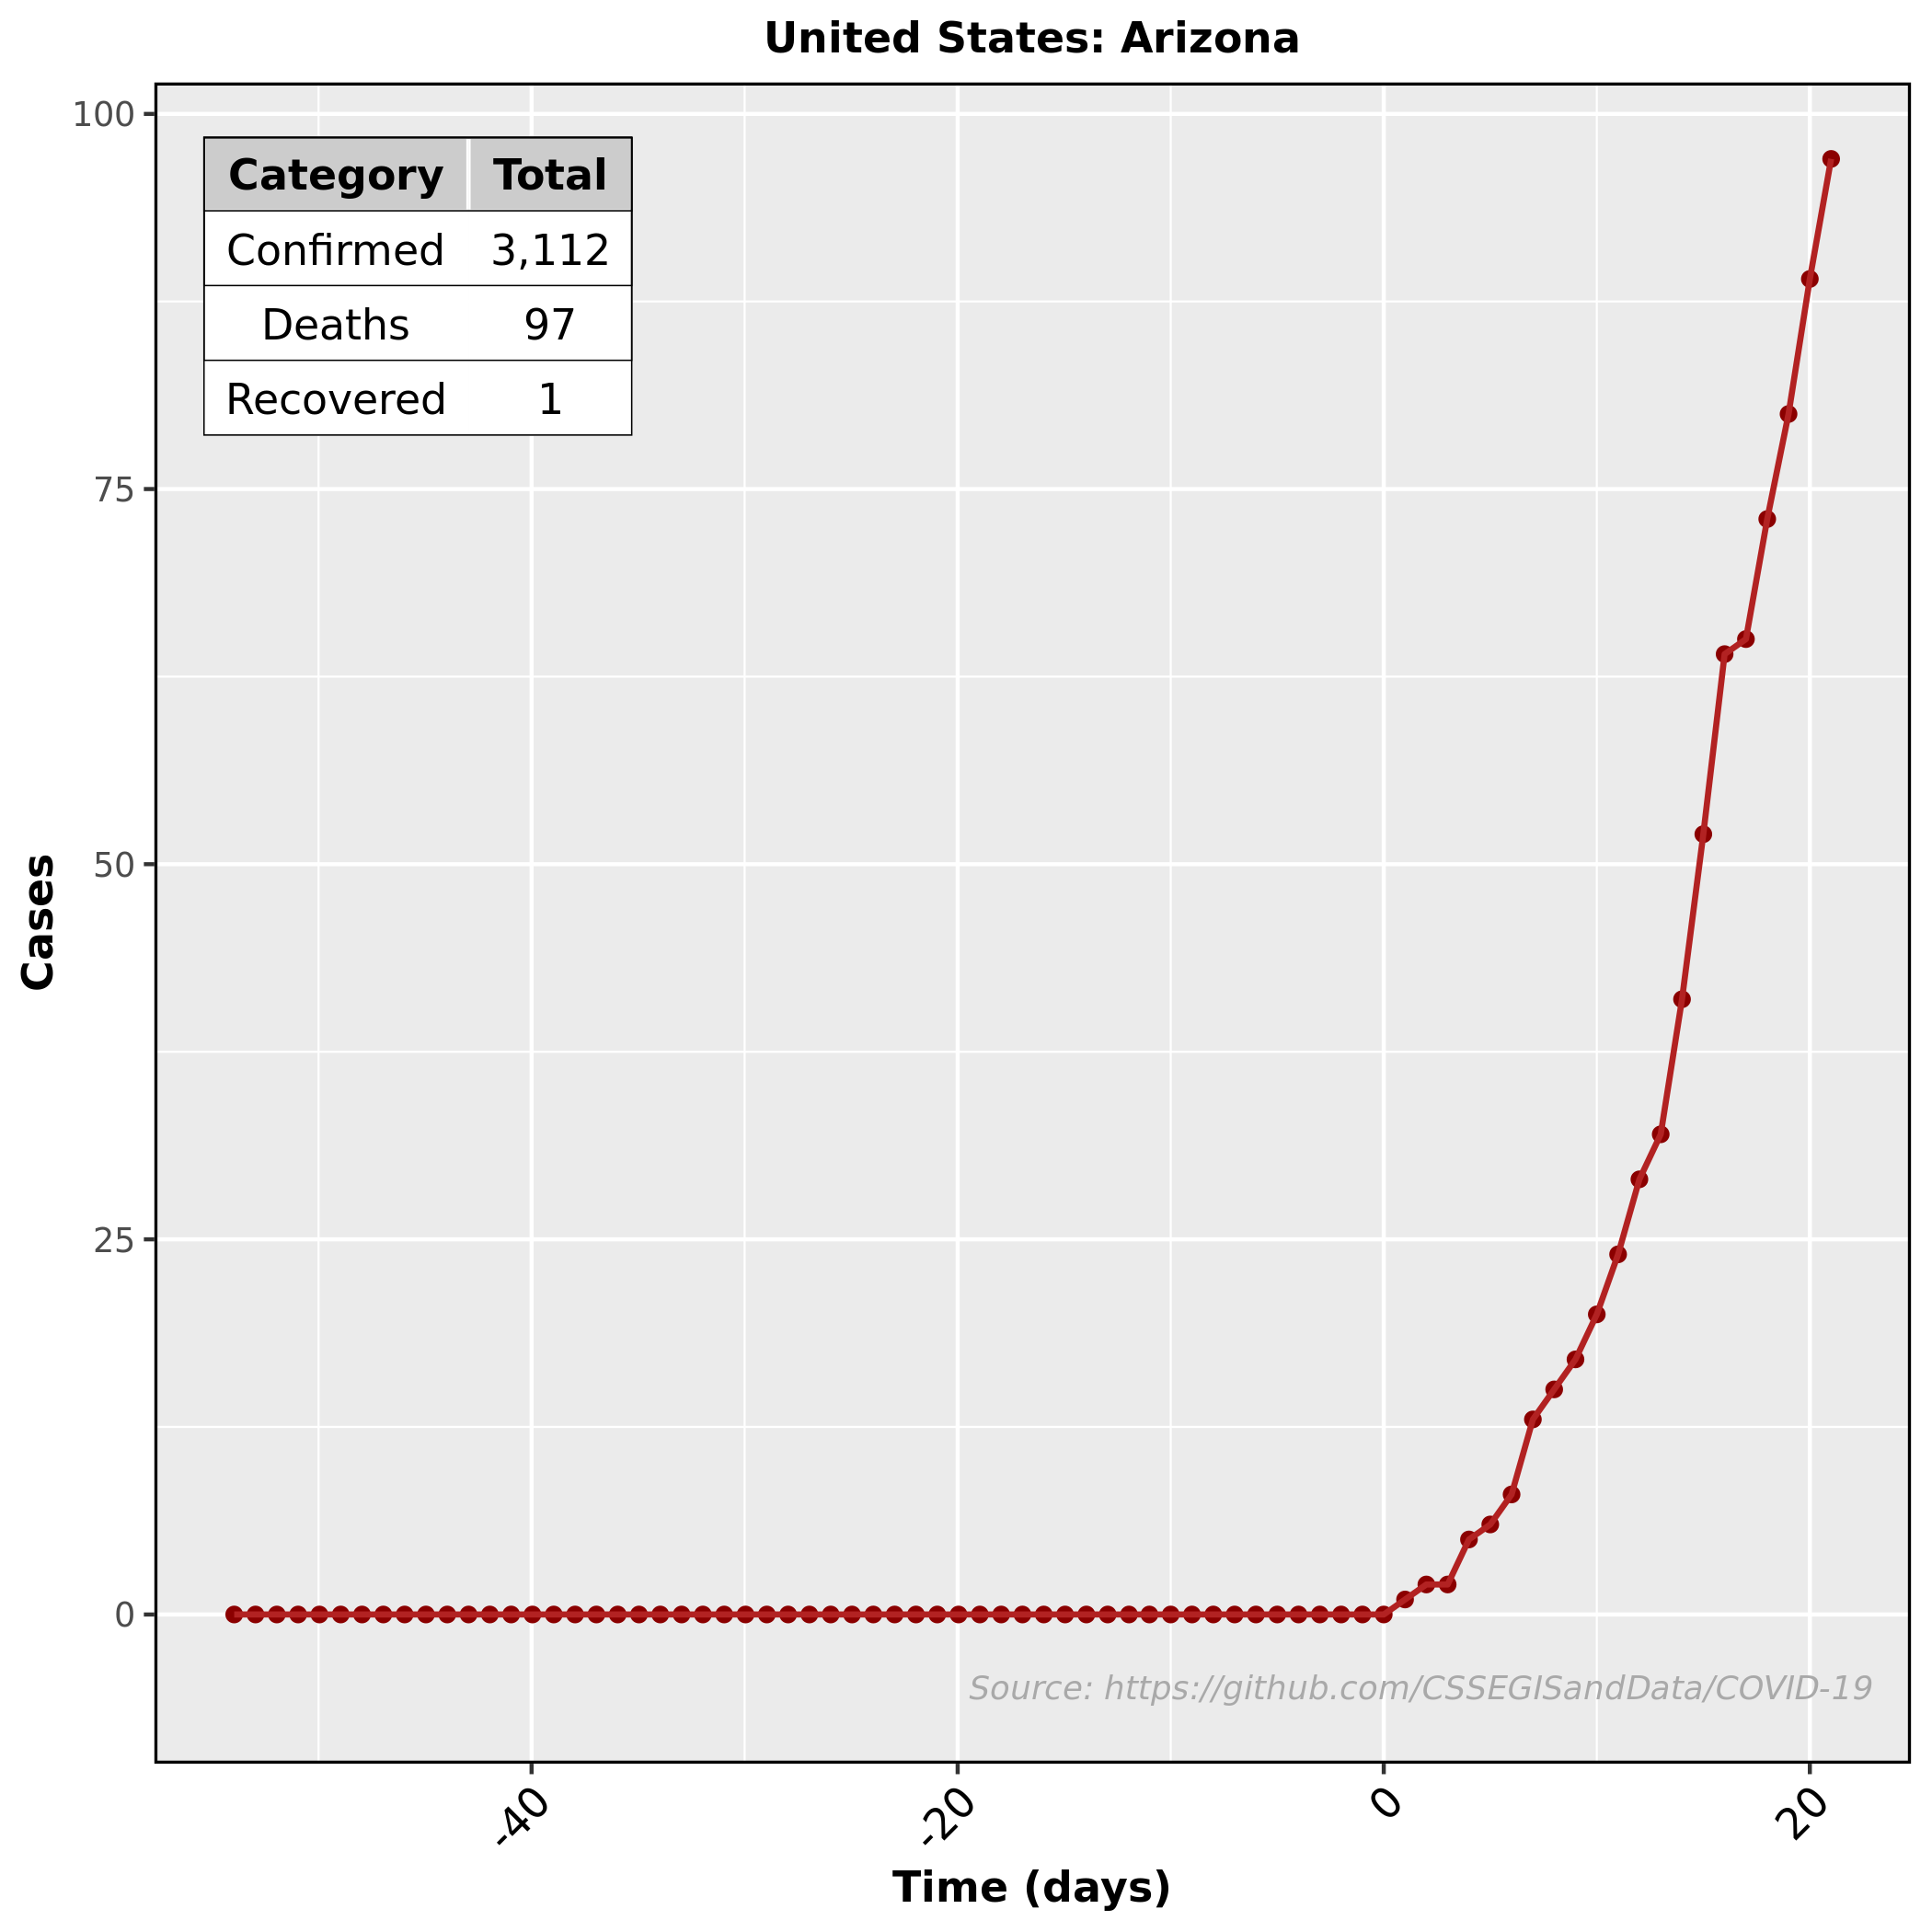 United States: Arizona
100
75
50
25
0
Category Total
Confirmed 3,112
Deaths 97
Recovered 1
Cases
Source: https://github.com/CSSEGISandData/COVID-19
-40 -20 0 20
Time (days)